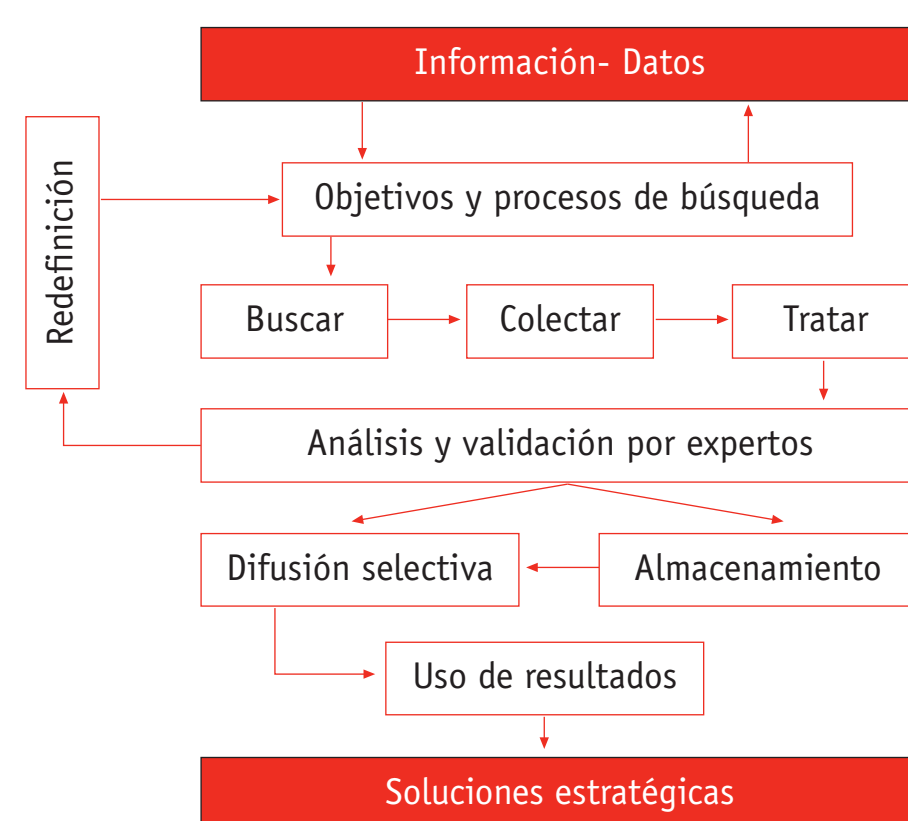 Información- Datos
Redefinición
Objetivos y procesos de búsqueda
Buscar
Colectar
Tratar
Análisis y validación por expertos
Difusión selectiva
Almacenamiento
Uso de resultados
Soluciones estratégicas